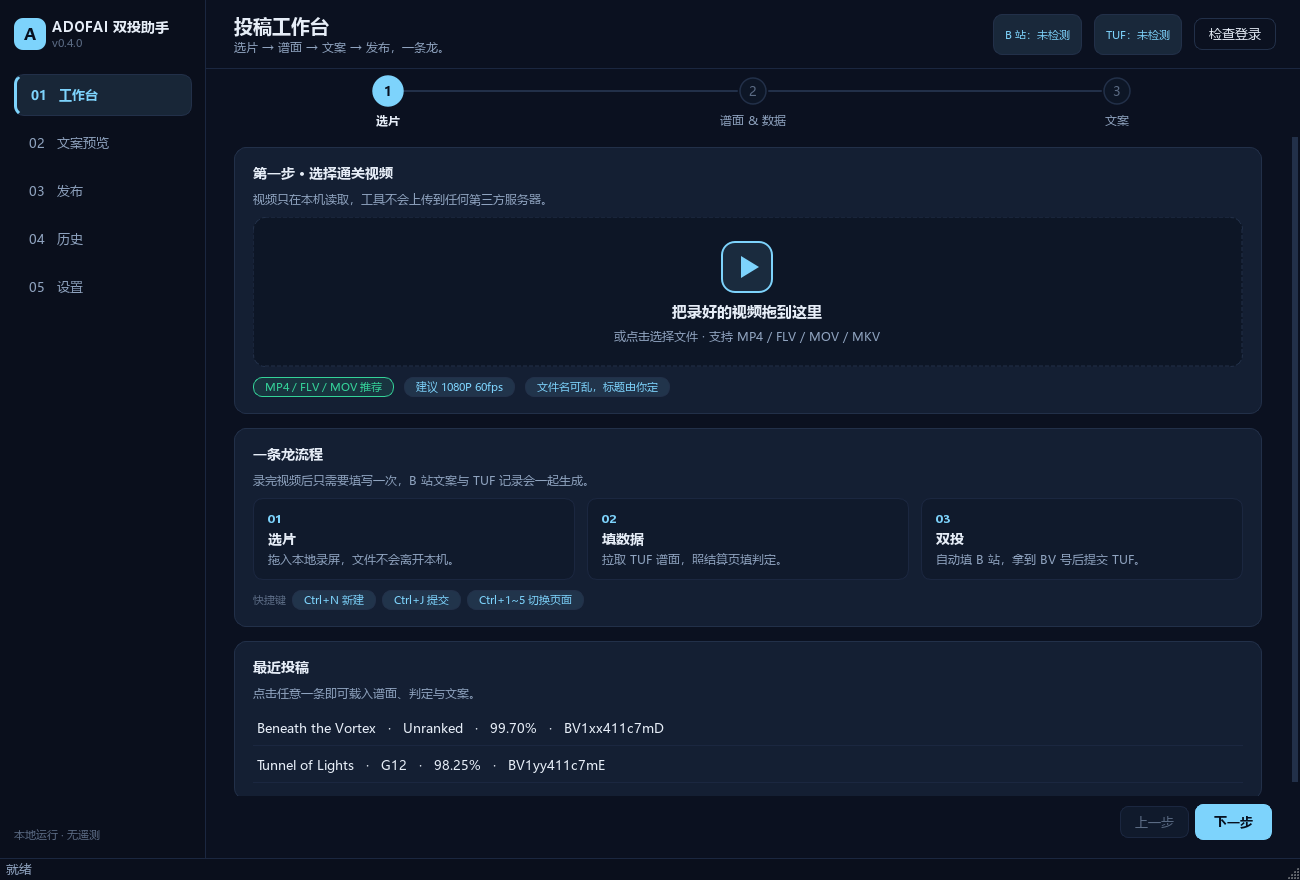 A
ADOFAI 双投助手
v0.4.0
01 工作台
02 文案预览
03 发布
04 历史
05 设置
本地运行 · 无遥测
就绪
投稿工作台
选片 → 谱面 → 文案 → 发布，一条龙。
B 站：未检测
TUF：未检测
检查登录
1
选片
2
谱面 & 数据
3
文案
第一步 • 选择通关视频
视频只在本机读取，工具不会上传到任何第三方服务器。
把录好的视频拖到这里
或点击选择文件 · 支持 MP4 / FLV / MOV / MKV
MP4 / FLV / MOV 推荐
建议 1080P 60fps
文件名可乱，标题由你定
一条龙流程
录完视频后只需要填写一次，B 站文案与 TUF 记录会一起生成。
01
选片
拖入本地录屏，文件不会离开本机。
02
填数据
拉取 TUF 谱面，照结算页填判定。
03
双投
自动填 B 站，拿到 BV 号后提交 TUF。
快捷键
Ctrl+N 新建
Ctrl+J 提交
Ctrl+1~5 切换页面
最近投稿
点击任意一条即可载入谱面、判定与文案。
Beneath the Vortex · Unranked · 99.70% · BV1xx411c7mD
Tunnel of Lights · G12 · 98.25% · BV1yy411c7mE
上一步
下一步